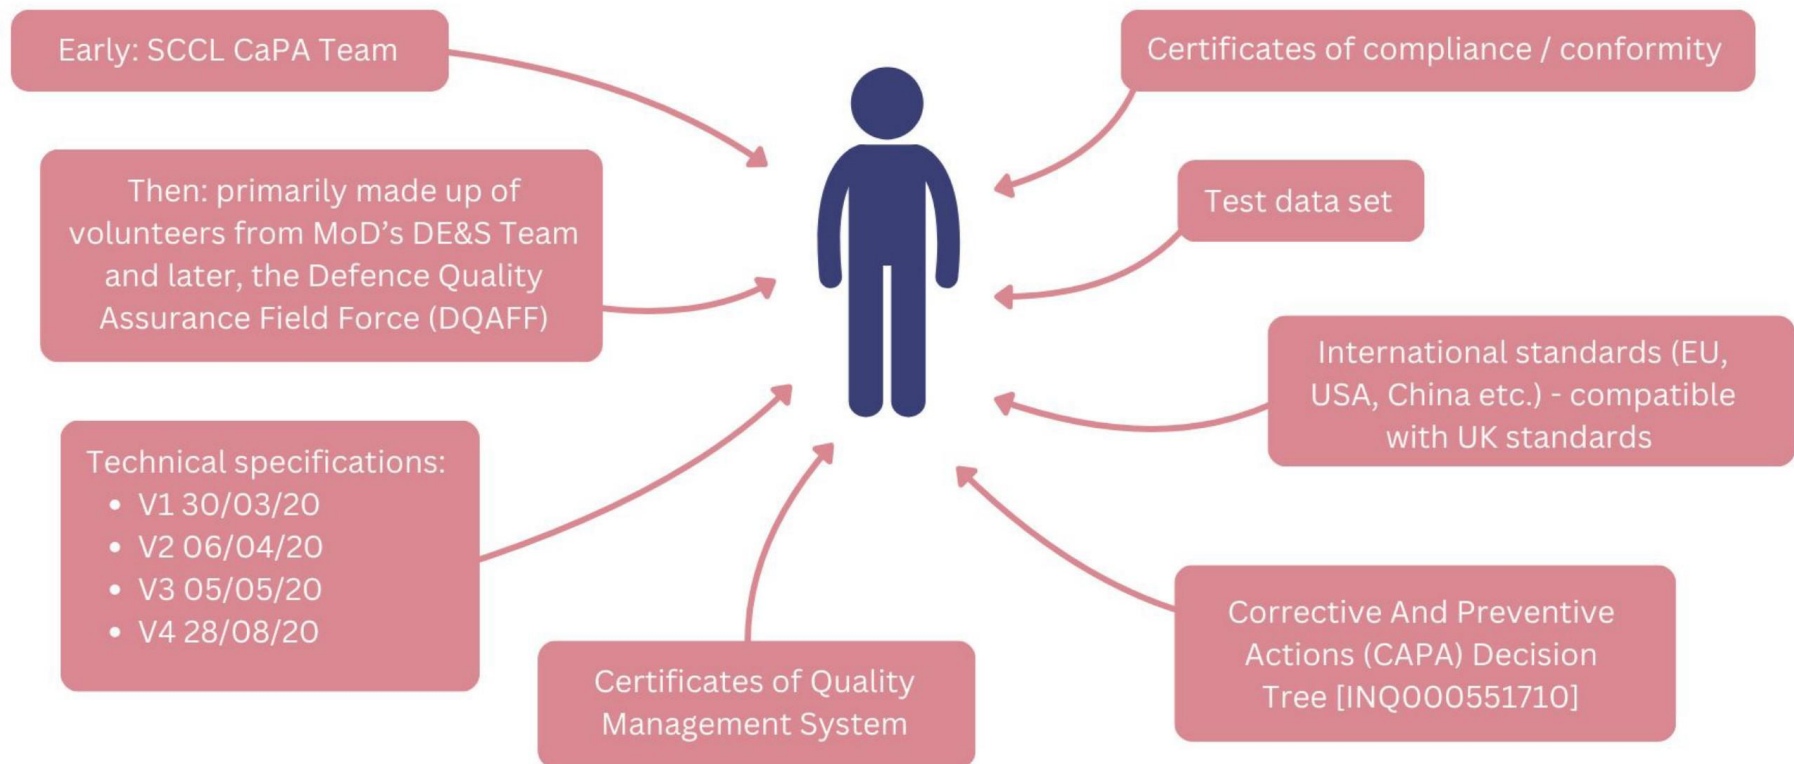 Early: SCCL CaPA Team
Then: primarily made up of
volunteers from MoD’s DE&S Team
and later, the Defence Quality
Assurance Field Force (DQAFF)
Technical specifications:
• V1 30/03/20
• V2 06/04/20
• V3 05/05/20
• V4 28/08/20
Certificates of Quality
Management System
Certificates of compliance / conformity
Test data set
International standards (EU,
USA, China etc.) - compatible
with UK standards
Corrective And Preventive
Actions (CAPA) Decision
Tree [INQ000551710]